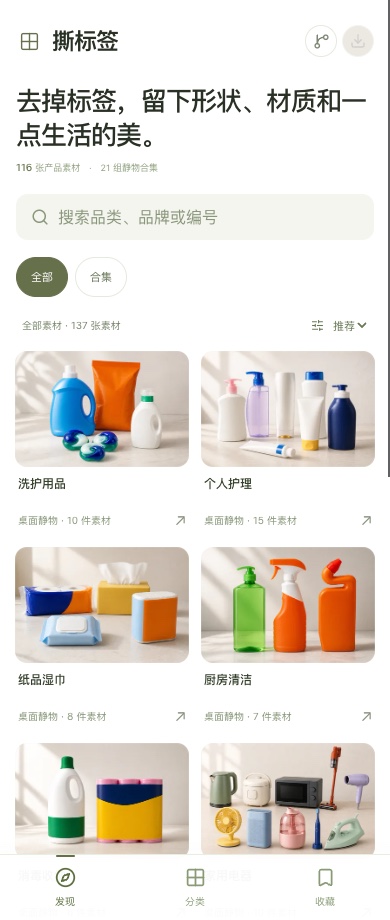 撕标签
去掉标签，留下形状、材质和一
点生活的美。
116 张产品素材 · 21 组静物合集
搜索品类、品牌或编号
全部 合集
全部素材 · 137 张素材 推荐
洗护用品 个人护理
桌面静物 · 10 件素材 桌面静物 · 15 件素材
纸品湿巾 厨房清洁
桌面静物 · 8 件素材 桌面静物 · 7 件素材
发现 分类 收藏